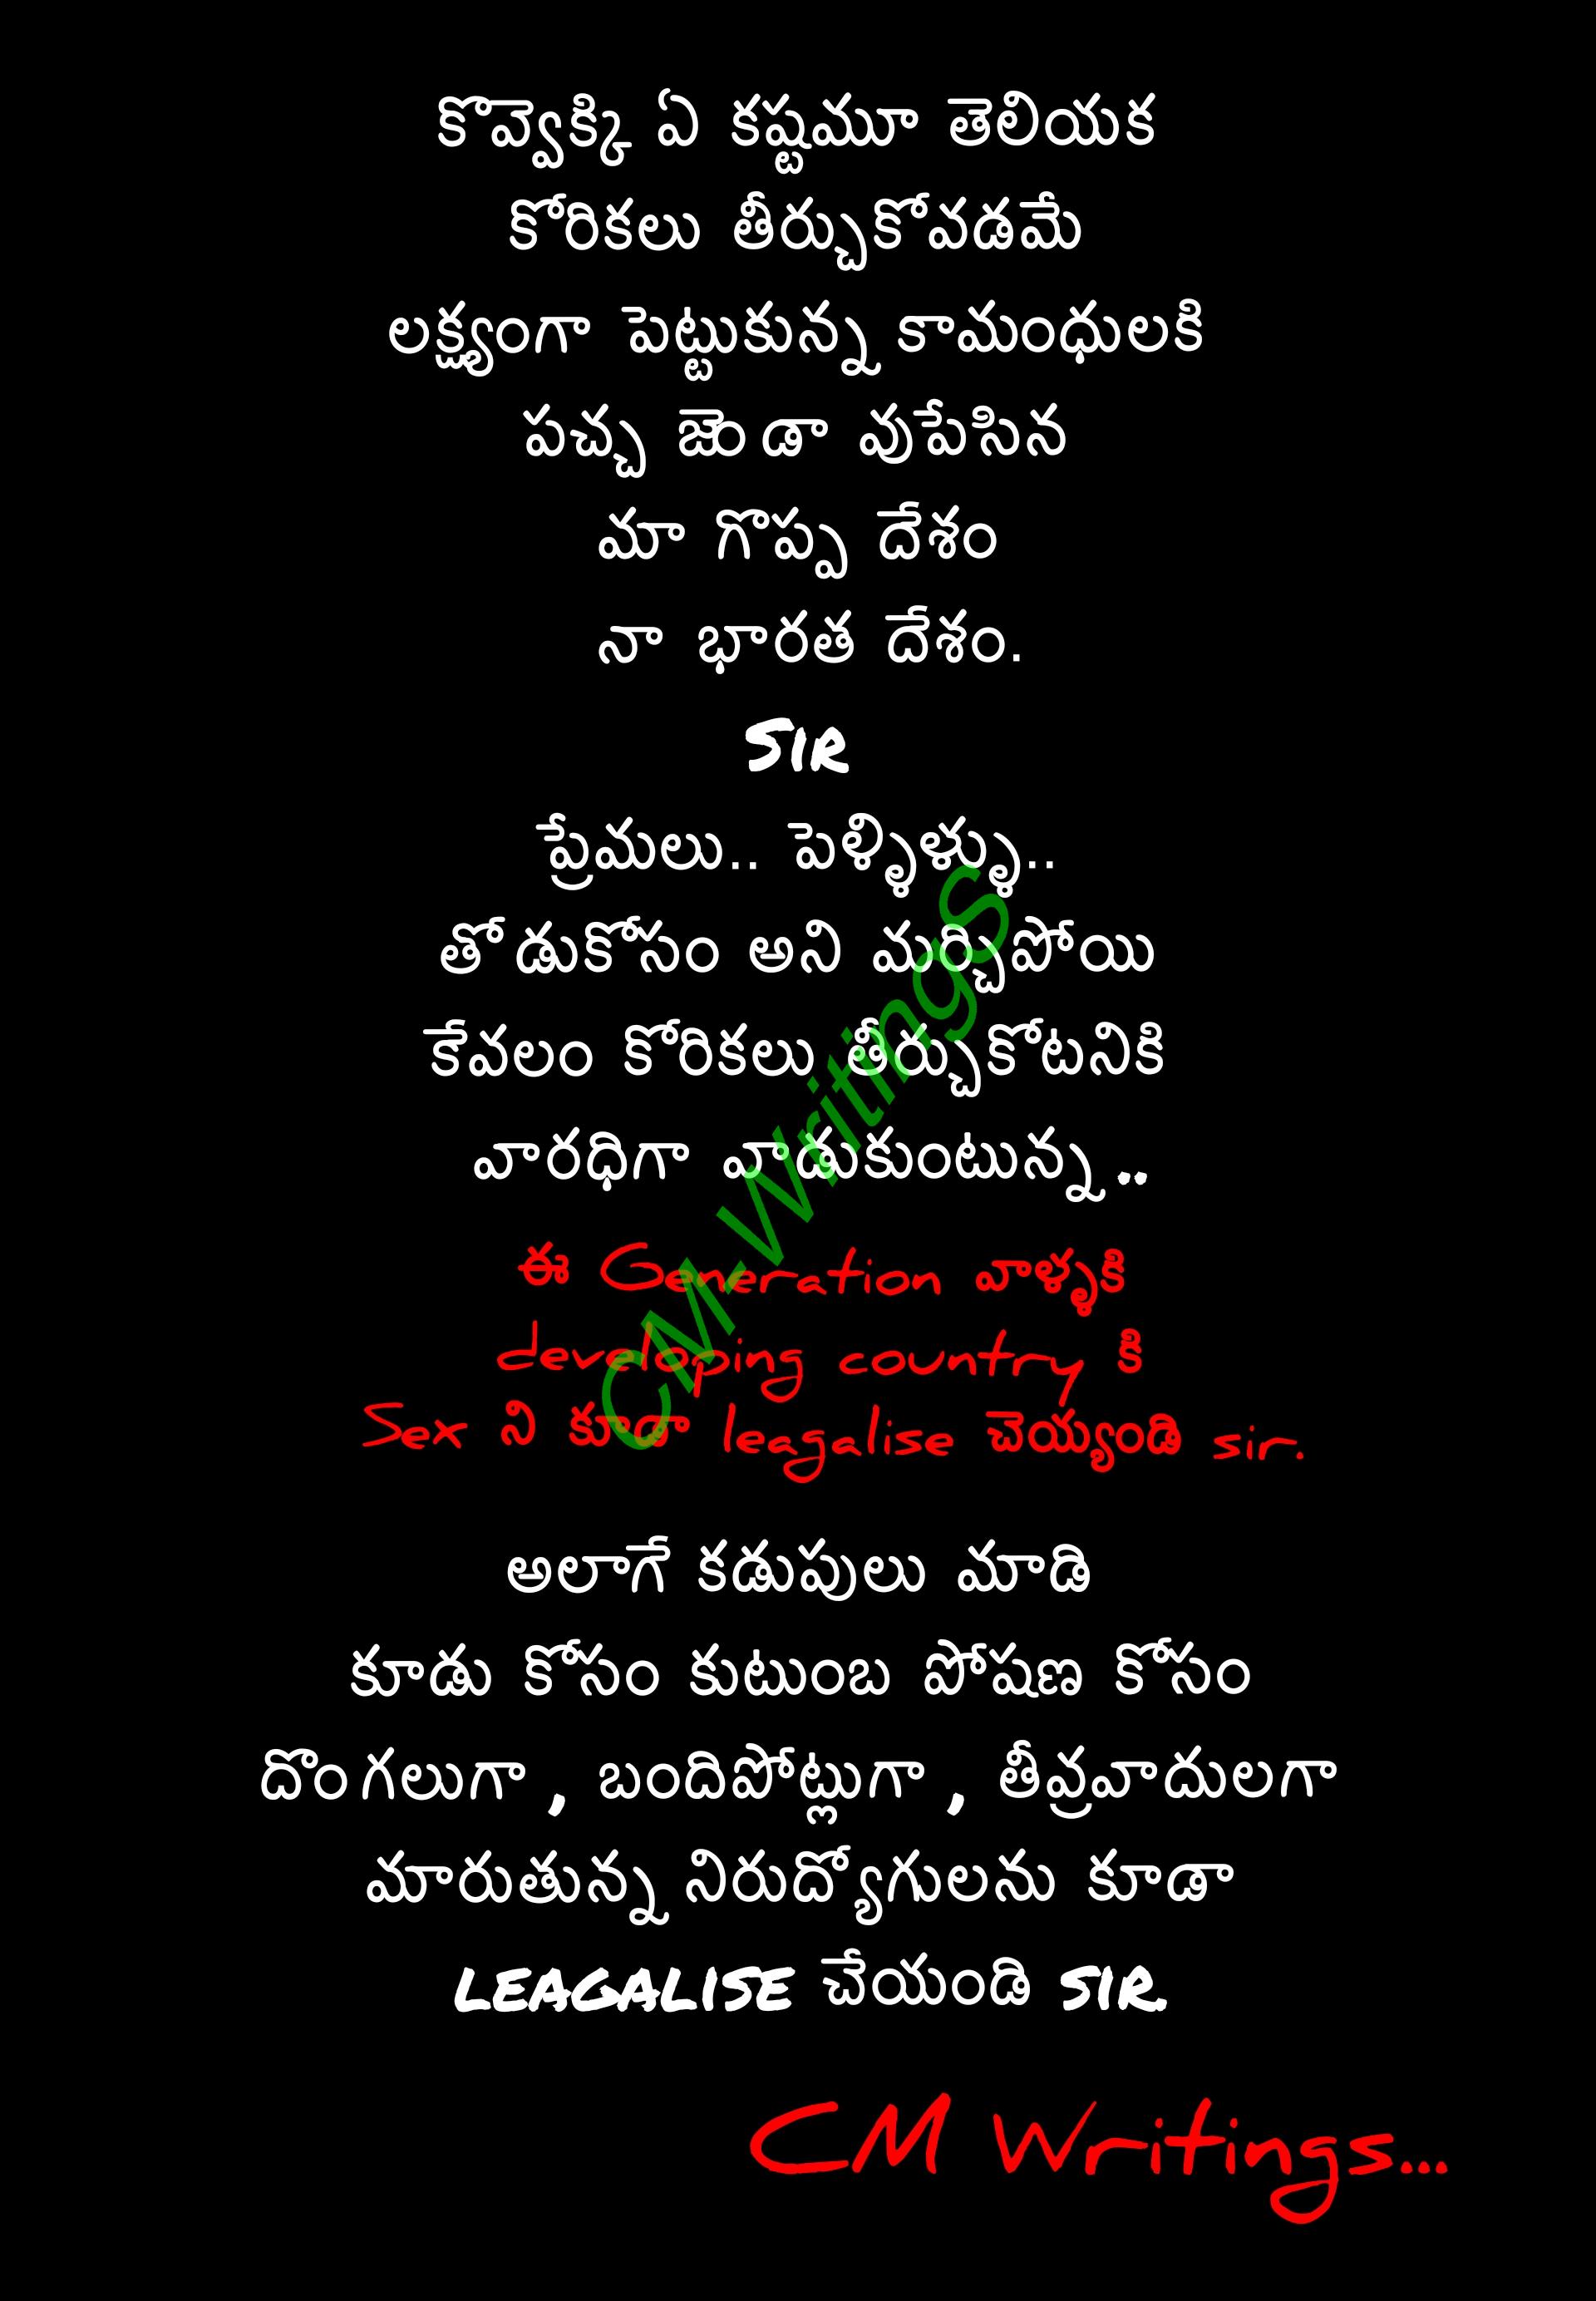 కొవ్వెక్కి ఏ కష్టమూ తెలియక
కోరికలు తీర్చుకోవడమే
లక్ష్యంగా పెట్టుకున్న కామంధులకి
పచ్చ జెండా వుపేసిన
మా గొప్ప దేశం
నా భారత దేశం.
SIR
ప్రేమలు.. పెళ్ళిళ్ళు..
తోడుకోసం అని మర్చిపోయి
కేవలం కోరికలు తీర్చుకోటనికి
వారధిగా వాడుకుంటున్న..
ఈ Generation వాళ్ళకి
developing country కి
Sex ని కూడా leagalise చెయ్యండి sir.
అలాగే కడుపులు మాడి
కూడు కోసం కుటుంబ పోషణ కోసం
దొంగలుగా, బందిపోట్లుగా, తీవ్రవాదులగా
మారుతున్న నిరుద్యోగులను కూడా
LEAGALISE చేయండి SIR.
CM Writings...
CM Writings